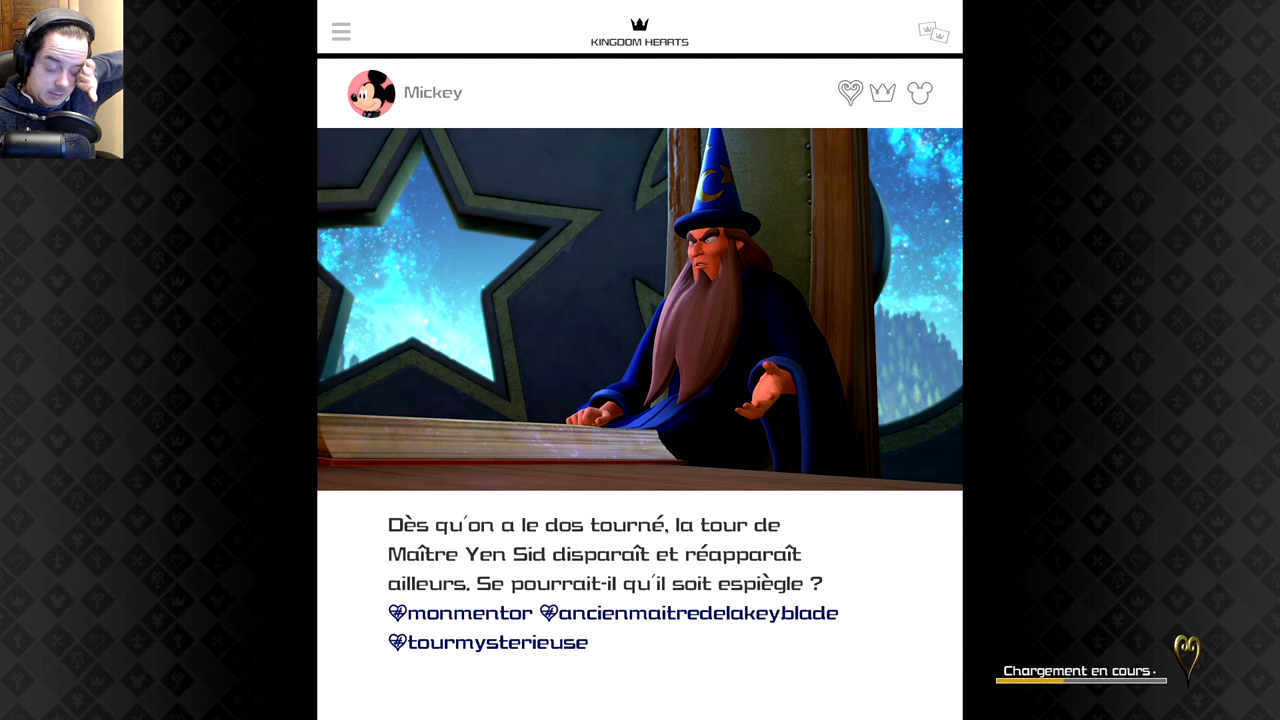 KINGDOM HEARTS
Mickey
Dès qu'on a le dos tourné, la tour de
Maître Yen Sid disparaît et réapparaît
ailleurs. Se pourrait-il qu'il soit espiègle ?
#monmentor #ancienmaitredelakeyblade
#tourmysterieuse
Chargement en cours .